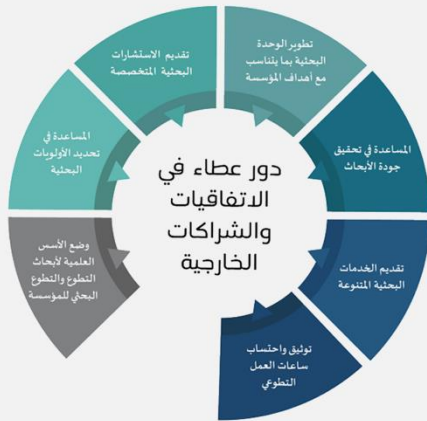 دور عطاء في
الاتفاقيات
والشراكات
الخارجية
تطوير الوحدة
البحثية بما يتناسب
مع أهداف المؤسسة
المساعدة في تحقيق
جودة الأبحاث
تقديم الخدمات
البحثية المتنوعة
توثيق واحتساب
ساعات العمل
التطوعي
تقديم الاستشارات
البحثية المتخصصة
المساعدة في
تحديد الأولويات
البحثية
وضع الأسس
العلمية لأبحاث
التطوع والتطوع
البحثي للمؤسسة